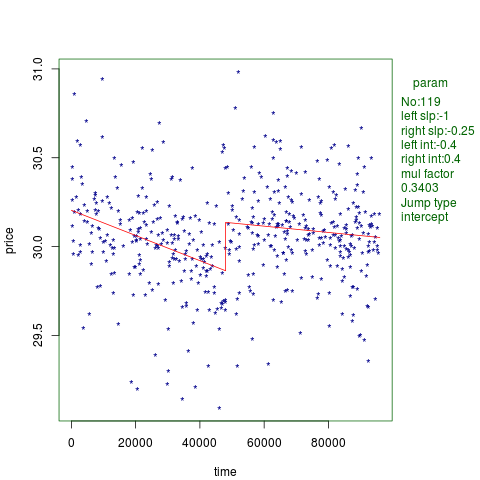 31.0
30.5
30.0
29.5
price
0
20000
40000
60000
80000
time
param
No:119
left slp:-1
right slp:-0.25
left int:-0.4
right int:0.4
mul factor
0.3403
Jump type
intercept